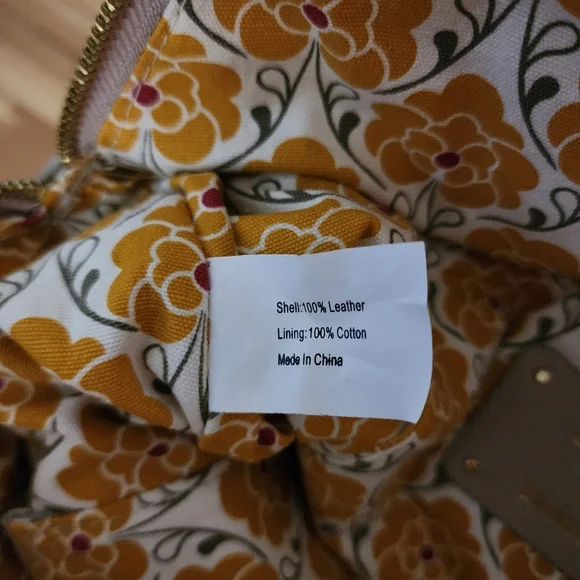 Shell:100% Leather
Lining:100% Cotton
Made In China